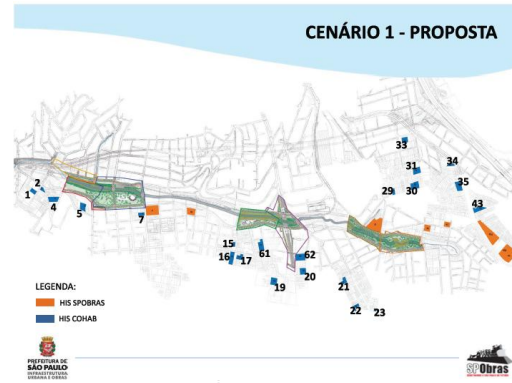 CENÁRIO 1 - PROPOSTA
33
34
31
35
29
30
43
2
1
4
5
7
15
16
17
61
62
20
19
21
22
23
LEGENDA:
HIS SPOBRAS
HIS COHAB
PREFEITURA DE
SÃO PAULO
INFRAESTRUTURA
URBANA E OBRAS
SPObras